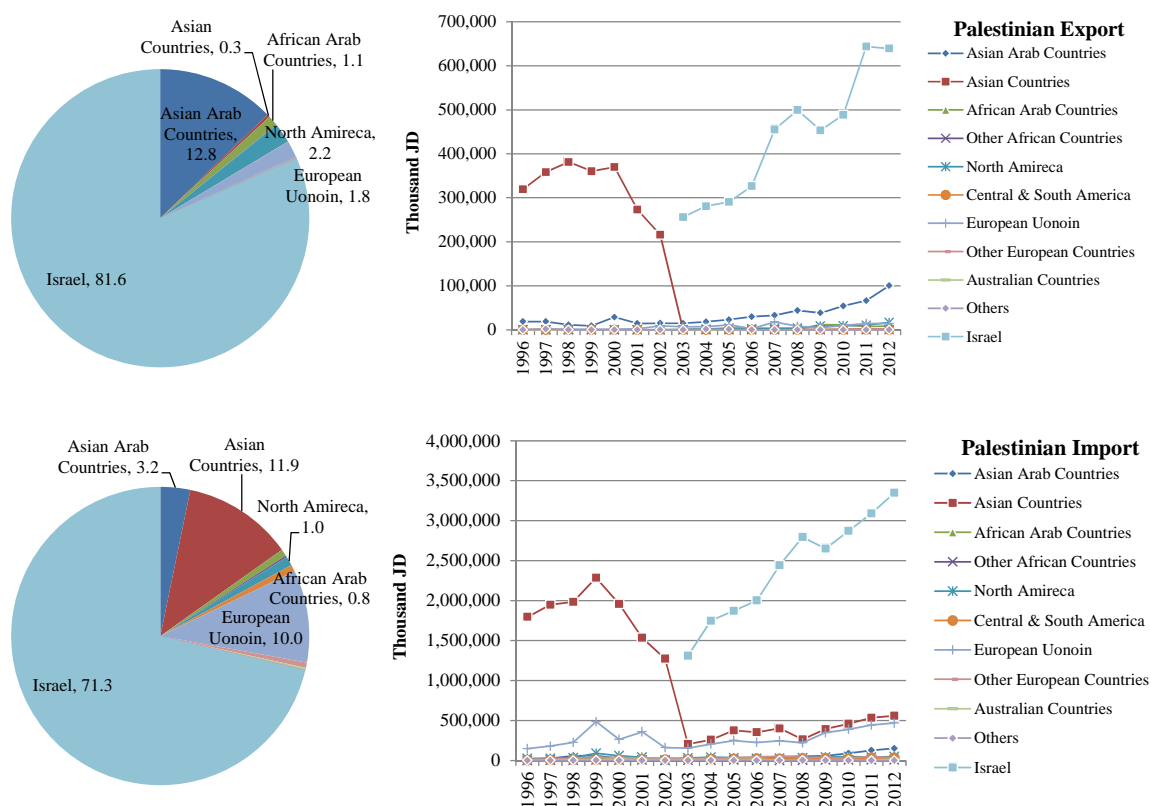 Asian
Countries, 0.3
African Arab
Countries, 1.1
Asian Arab
Countries,
12.8
North Amireca,
2.2
European
Uonoin, 1.8
Israel, 81.6
Thousand JD
700,000
600,000
500,000
400,000
300,000
200,000
100,000
0
1996
1997
1998
1999
2000
2001
2002
2003
2004
2005
2006
2007
2008
2009
2010
2011
2012
Palestinian Export
Asian Arab Countries
Asian Countries
African Arab Countries
Other African Countries
North Amireca
Central & South America
European Uonoin
Other European Countries
Australian Countries
Others
Israel
Asian Arab
Countries, 3.2
Asian
Countries, 11.9
North Amireca,
1.0
African Arab
Countries, 0.8
European
Uonoin, 10.0
Israel, 71.3
Thousand JD
4,000,000
3,500,000
3,000,000
2,500,000
2,000,000
1,500,000
1,000,000
500,000
0
1996
1997
1998
1999
2000
2001
2002
2003
2004
2005
2006
2007
2008
2009
2010
2011
2012
Palestinian Import
Asian Arab Countries
Asian Countries
African Arab Countries
Other African Countries
North Amireca
Central & South America
European Uonoin
Other European Countries
Australian Countries
Others
Israel